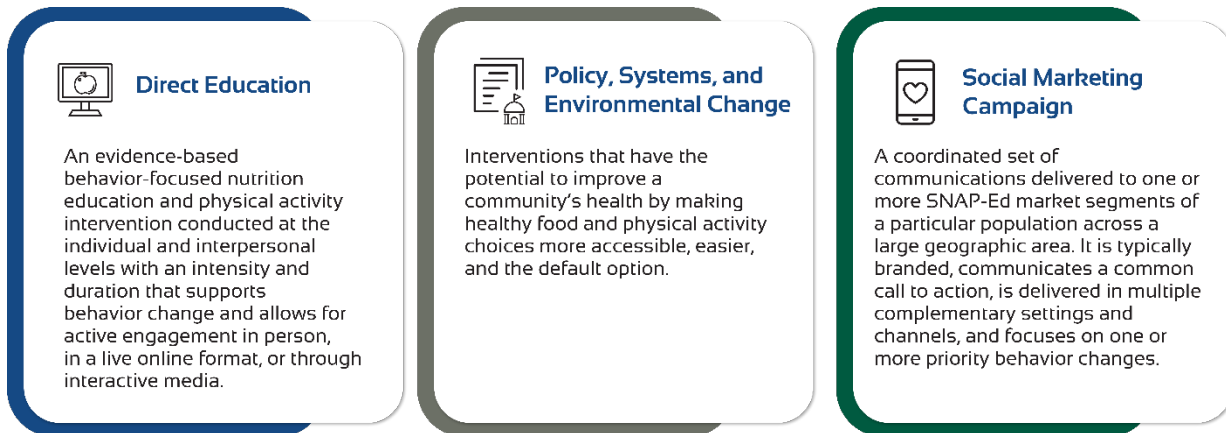 Direct Education
An evidence-based
behavior-focused nutrition
education and physical activity
intervention conducted at the
individual and interpersonal
levels with an intensity and
duration that supports
behavior change and allows for
active engagement in person,
in a live online format, or through
interactive media.
Policy, Systems, and
Environmental Change
Interventions that have the
potential to improve a
community's health by making
healthy food and physical activity
choices more accessible, easier,
and the default option.
Social Marketing
Campaign
A coordinated set of
communications delivered to one or
more SNAP-Ed market segments of
a particular population across a
large geographic area. It is typically
branded, communicates a common
call to action, is delivered in multiple
complementary settings and
channels, and focuses on one or
more priority behavior changes.